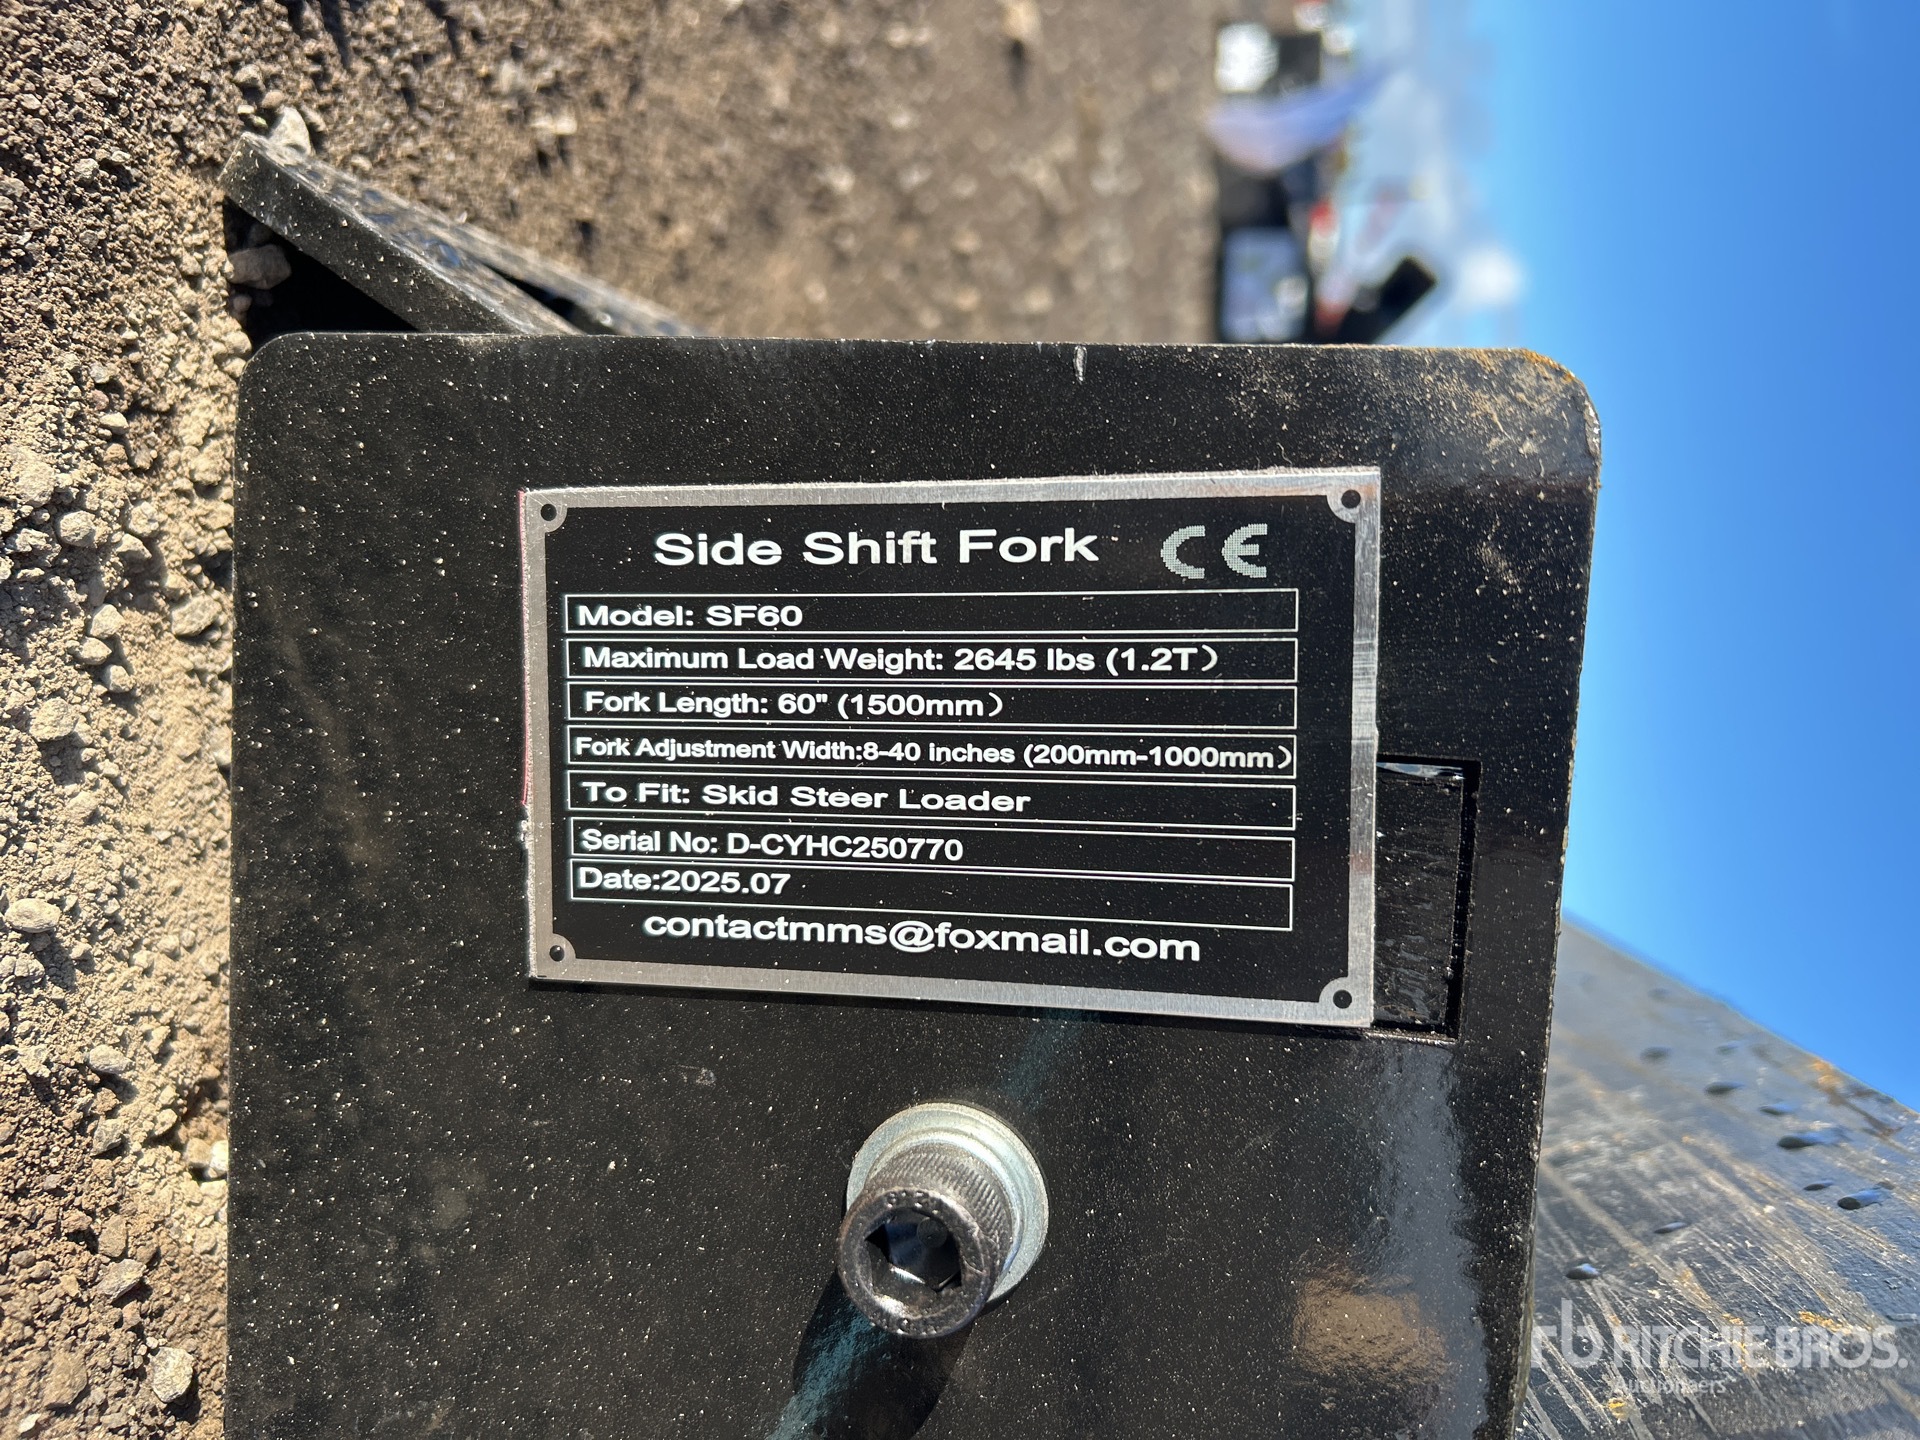 Side Shift Fork CE
Model: SF60
Maximum Load Weight: 2645 lbs (1.2T）
Fork Length: 60" (1500mm）
Fork Adjustment Width:8-40 inches (200mm-1000mm）
To Fit: Skid Steer Loader
Serial No: D-CYHC250770
Date:2025.07
contactmms@foxmail.com
rb RITCHIE BROS.
Auctioneers